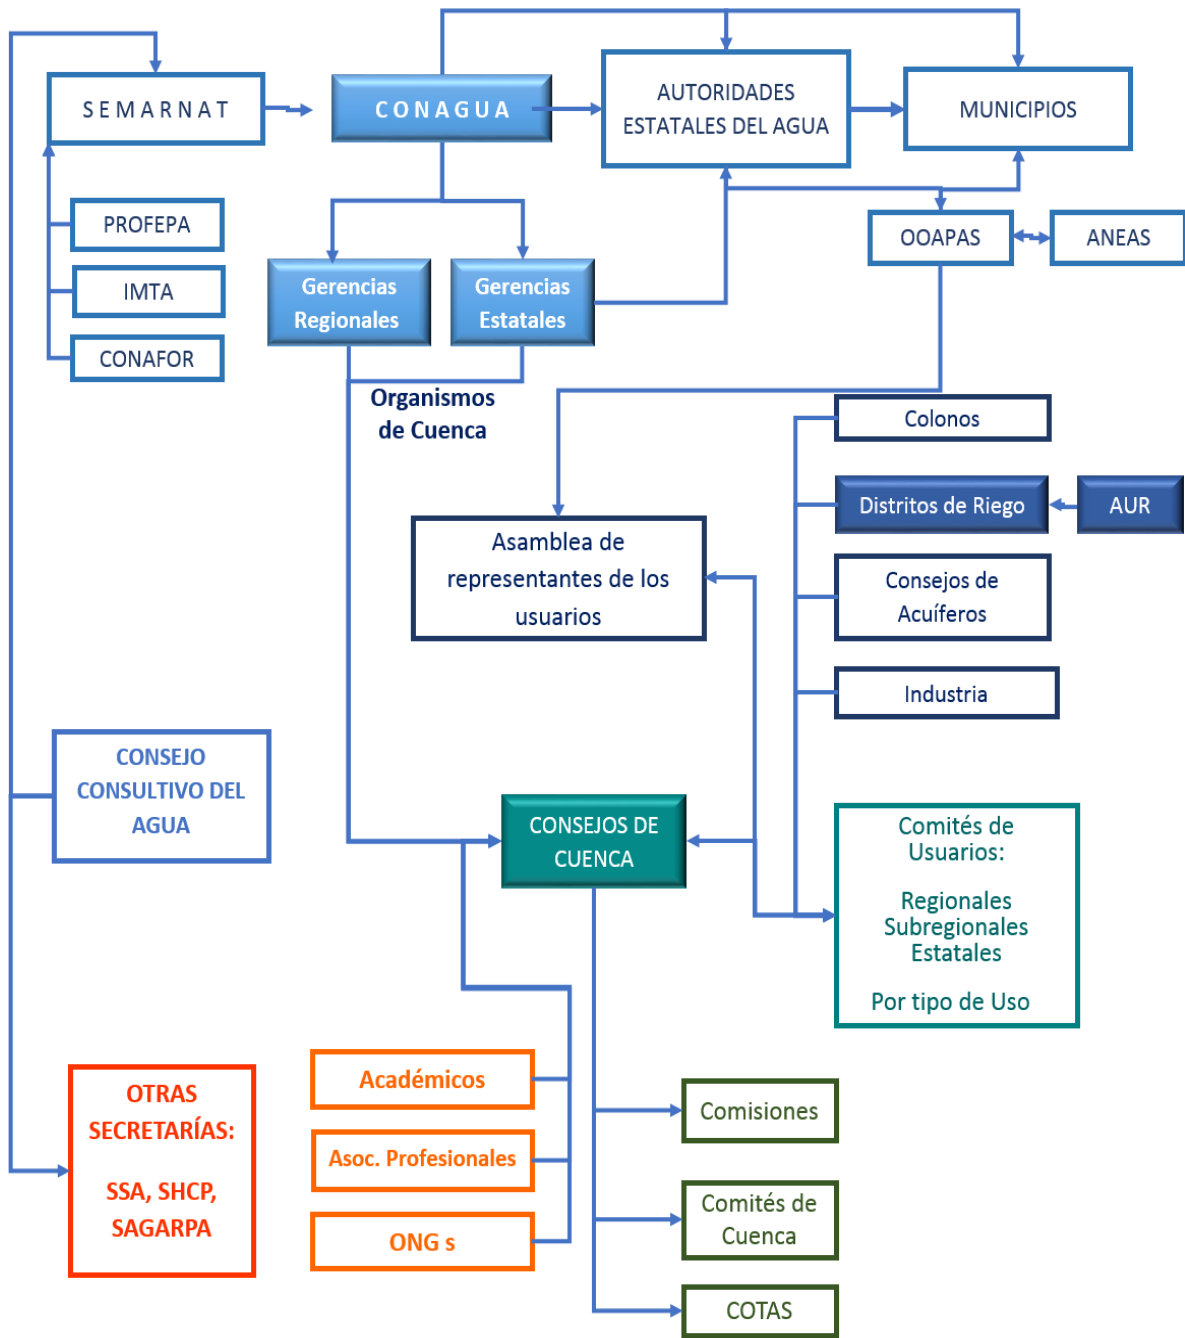 SEMARNAT
CONAGUA
AUTORIDADES
ESTATALES DEL AGUA
MUNICIPIOS
PROFEPA
IMTA
CONAFOR
OOAPAS
ANEAS
Gerencias
Regionales
Gerencias
Estatales
Organismos
de Cuenca
Colonos
Distritos de Riego
AUR
Asamblea de
representantes de los
usuarios
Consejos de
Acuíferos
Industria
CONSEJO
CONSULTIVO DEL
AGUA
CONSEJOS DE
CUENCA
Comités de
Usuarios:
Regionales
Subregionales
Estatales
Por tipo de Uso
OTRAS
SECRETARÍAS:
SSA, SHCP,
SAGARPA
Académicos
Asoc. Profesionales
ONG s
Comisiones
Comités de
Cuenca
COTAS